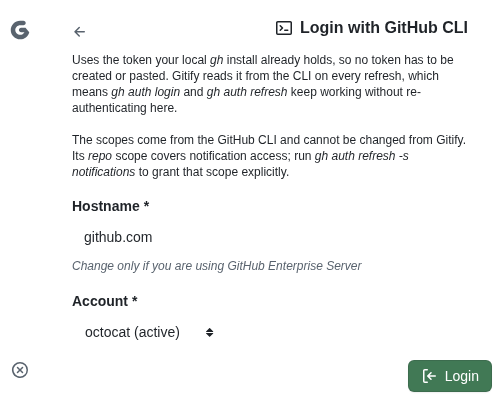 Login with GitHub CLI
Uses the token your local gh install already holds, so no token has to be
created or pasted. Gitify reads it from the CLI on every refresh, which
means gh auth login and gh auth refresh keep working without re-
authenticating here.
The scopes come from the GitHub CLI and cannot be changed from Gitify.
Its repo scope covers notification access; run gh auth refresh -s
notifications to grant that scope explicitly.
Hostname *
github.com
Change only if you are using GitHub Enterprise Server
Account *
octocat (active)
Login